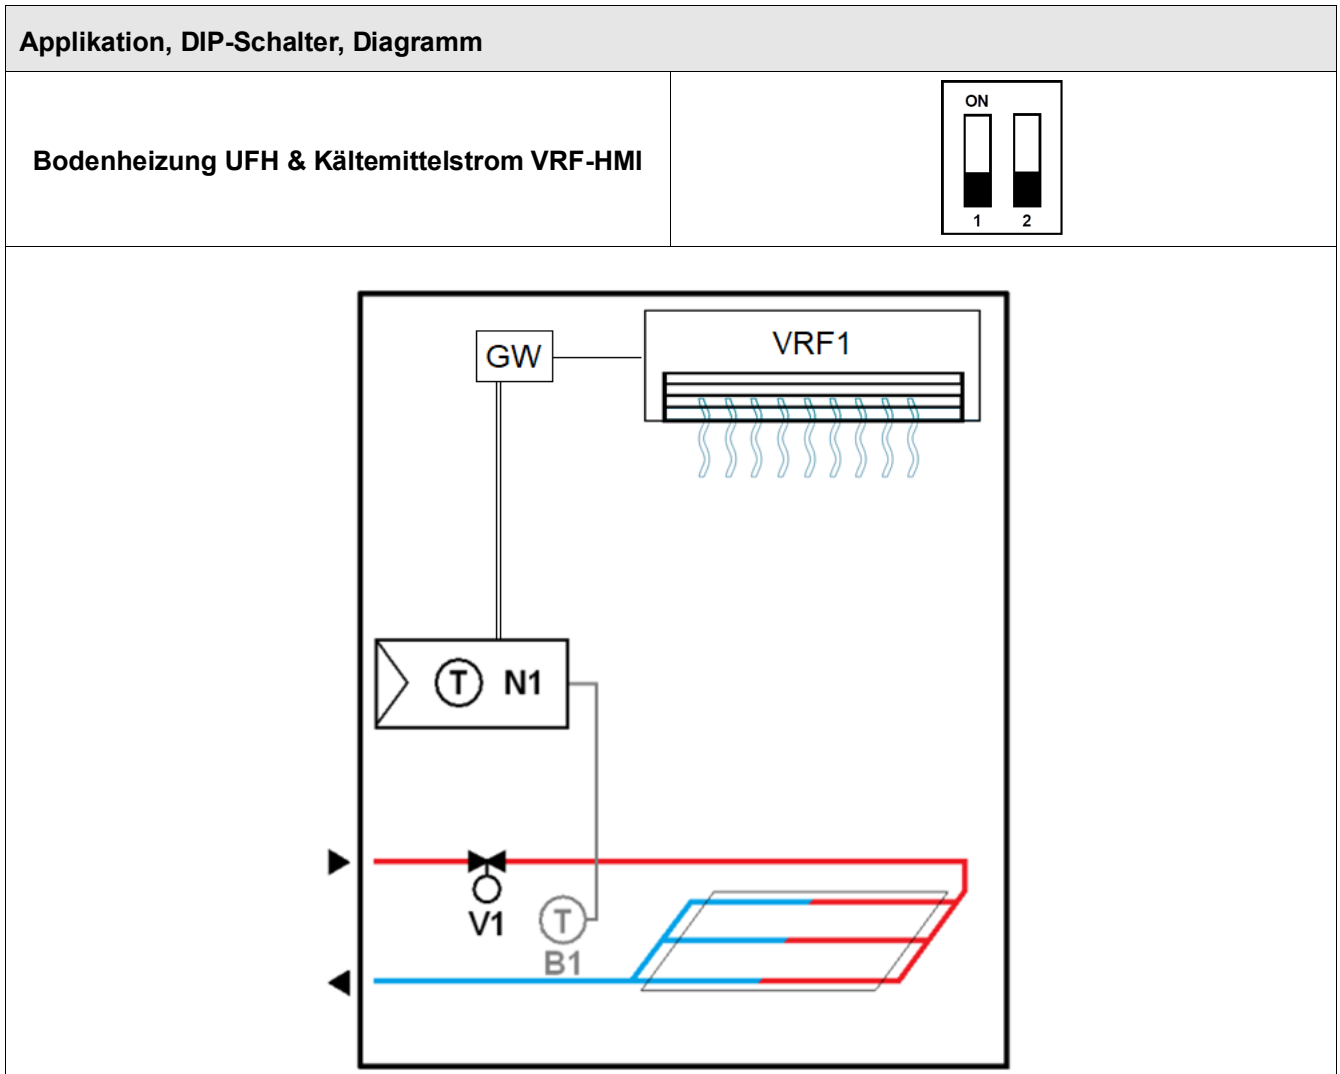 Applikation, DIP-Schalter, Diagramm
Bodenheizung UFH & Kältemittelstrom VRF-HMI
ON
1 2
VRF1
GW
T N1
V1
T
B1